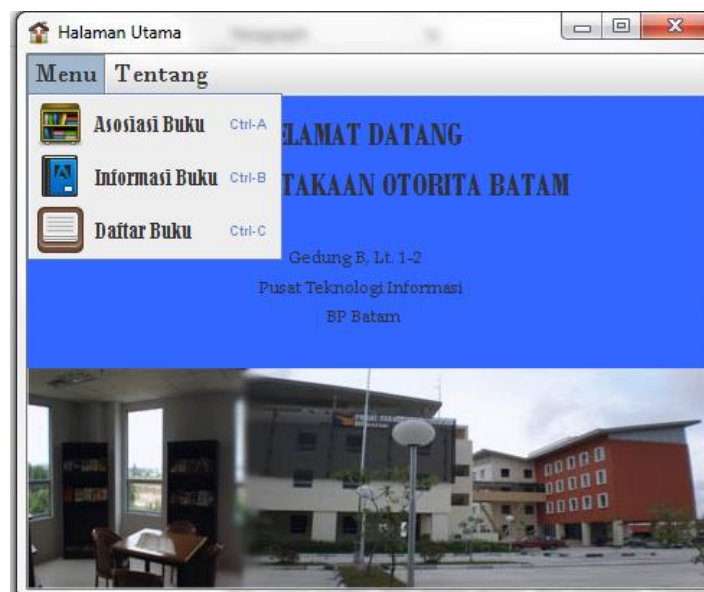 Halaman Utama
Menu Tentang
Asosiasi Buku Ctrl-A
Informasi Buku Ctrl-B
Daftar Buku Ctrl-C
ELAMAT DATANG
TAKAAN OTORITA BATAM
Gedung B, Lt. 1-2
Pusat Teknologi Informasi
BP Batam